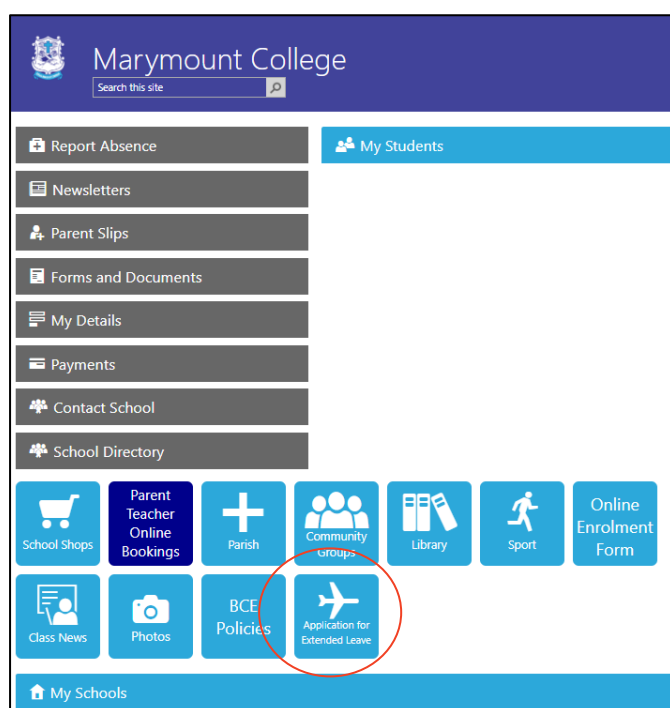 Marymount College
Search this site
Report Absence
My Students
Newsletters
Parent Slips
Forms and Documents
My Details
Payments
Contact School
School Directory
School Shops
Parent
Teacher
Online
Bookings
Parish
Community
Groups
Library
Sport
Online
Enrolment
Form
Class News
Photos
BCE
Policies
Application for
Extended Leave
My Schools